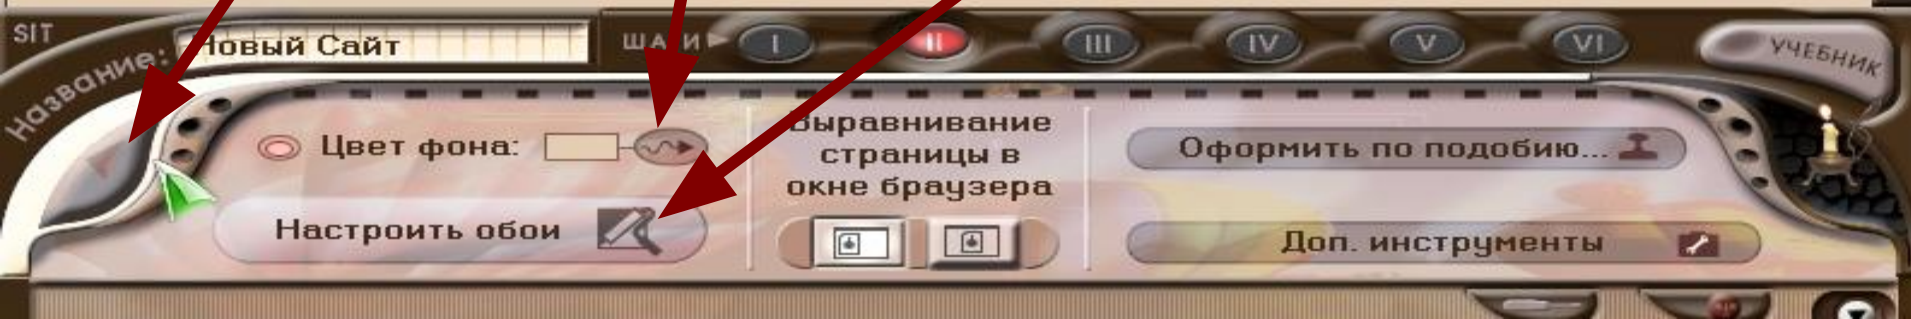 SIT
Название:
Новый Сайт
I
II
III
IV
V
VI
УЧЕБНИК
Цвет фона:
Настроить обои
Выравнивание
страницы в
окне браузера
Оформить по подобию...
Доп. инструменты